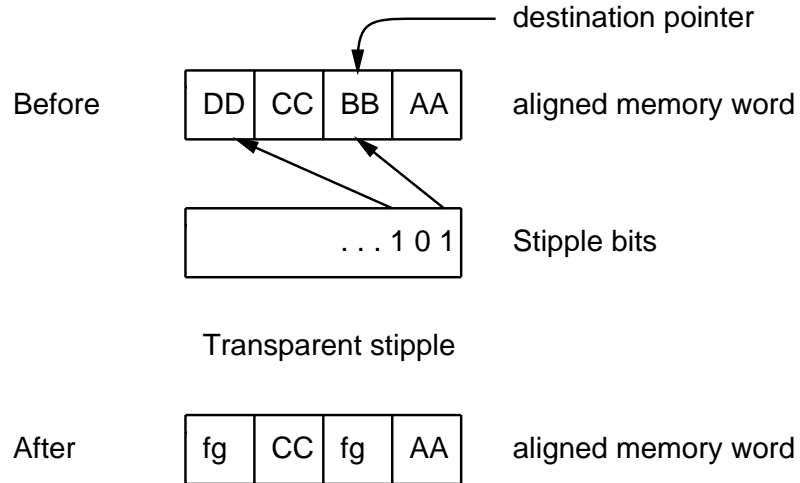 destination pointer
Before DD CC BB AA aligned memory word
. . . 1 0 1 Stipple bits
Transparent stipple
After fg CC fg AA aligned memory word